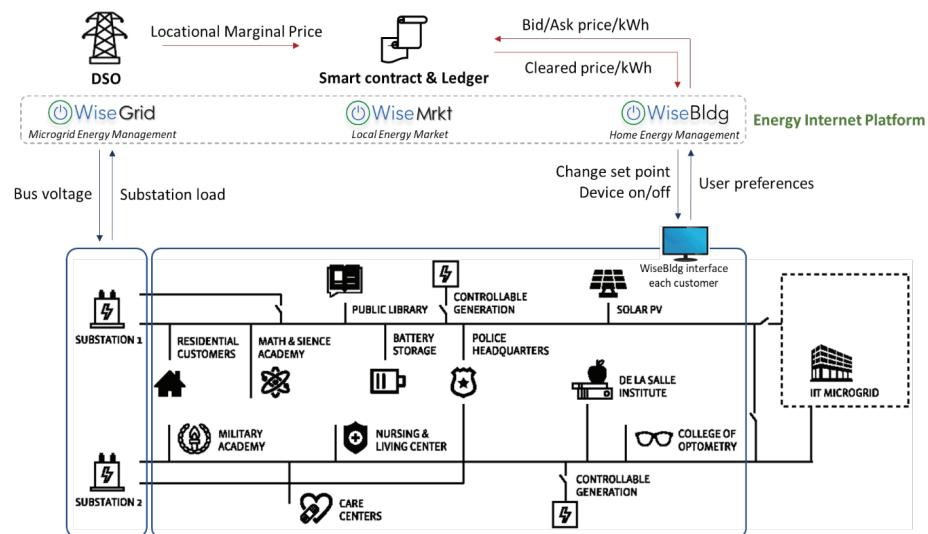 Locational Marginal Price
Bid/Ask price/kWh
DSO
Smart contract & Ledger
Cleared price/kWh
WiseGrid
Microgrid Energy Management
WiseMrkt
Local Energy Market
WiseBldg
Home Energy Management
Energy Internet Platform
Bus voltage
Substation load
Change set point
Device on/off
User preferences
WiseBldg interface
each customer
SUBSTATION 1
PUBLIC LIBRARY
CONTROLLABLE
GENERATION
SOLAR PV
RESIDENTIAL
CUSTOMERS
MATH & SIENCE
ACADEMY
BATTERY
STORAGE
POLICE
HEADQUARTERS
DE LA SALLE
INSTITUTE
IIT MICROGRID
MILITARY
ACADEMY
NURSING &
LIVING CENTER
COLLEGE OF
OPTOMETRY
SUBSTATION 2
CARE
CENTERS
CONTROLLABLE
GENERATION